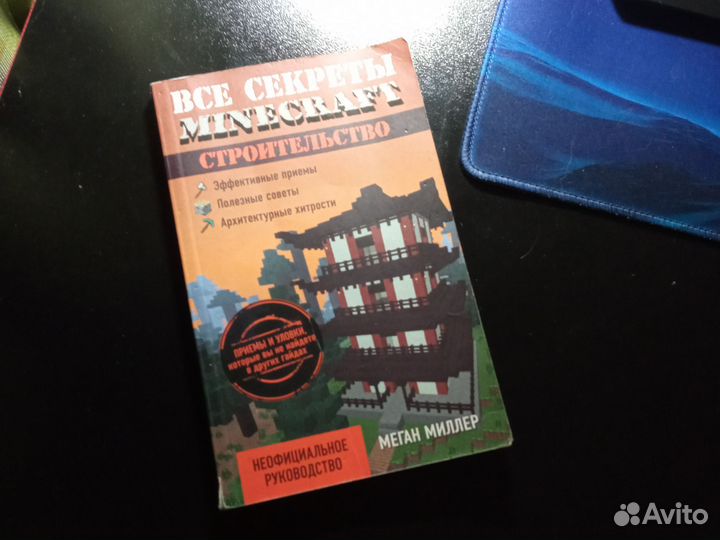 ВСЕ СЕКРЕТЫ
MINECRAFT
СТРОИТЕЛЬСТВО
Эффективные приемы
Полезные советы
Архитектурные хитрости
ПРИЕМЫ И УЛОВКИ,
которые вы не найдете
в других гайдах
НЕОФИЦИАЛЬНОЕ
РУКОВОДСТВО
МЕГАН МИЛЛЕР
Avito